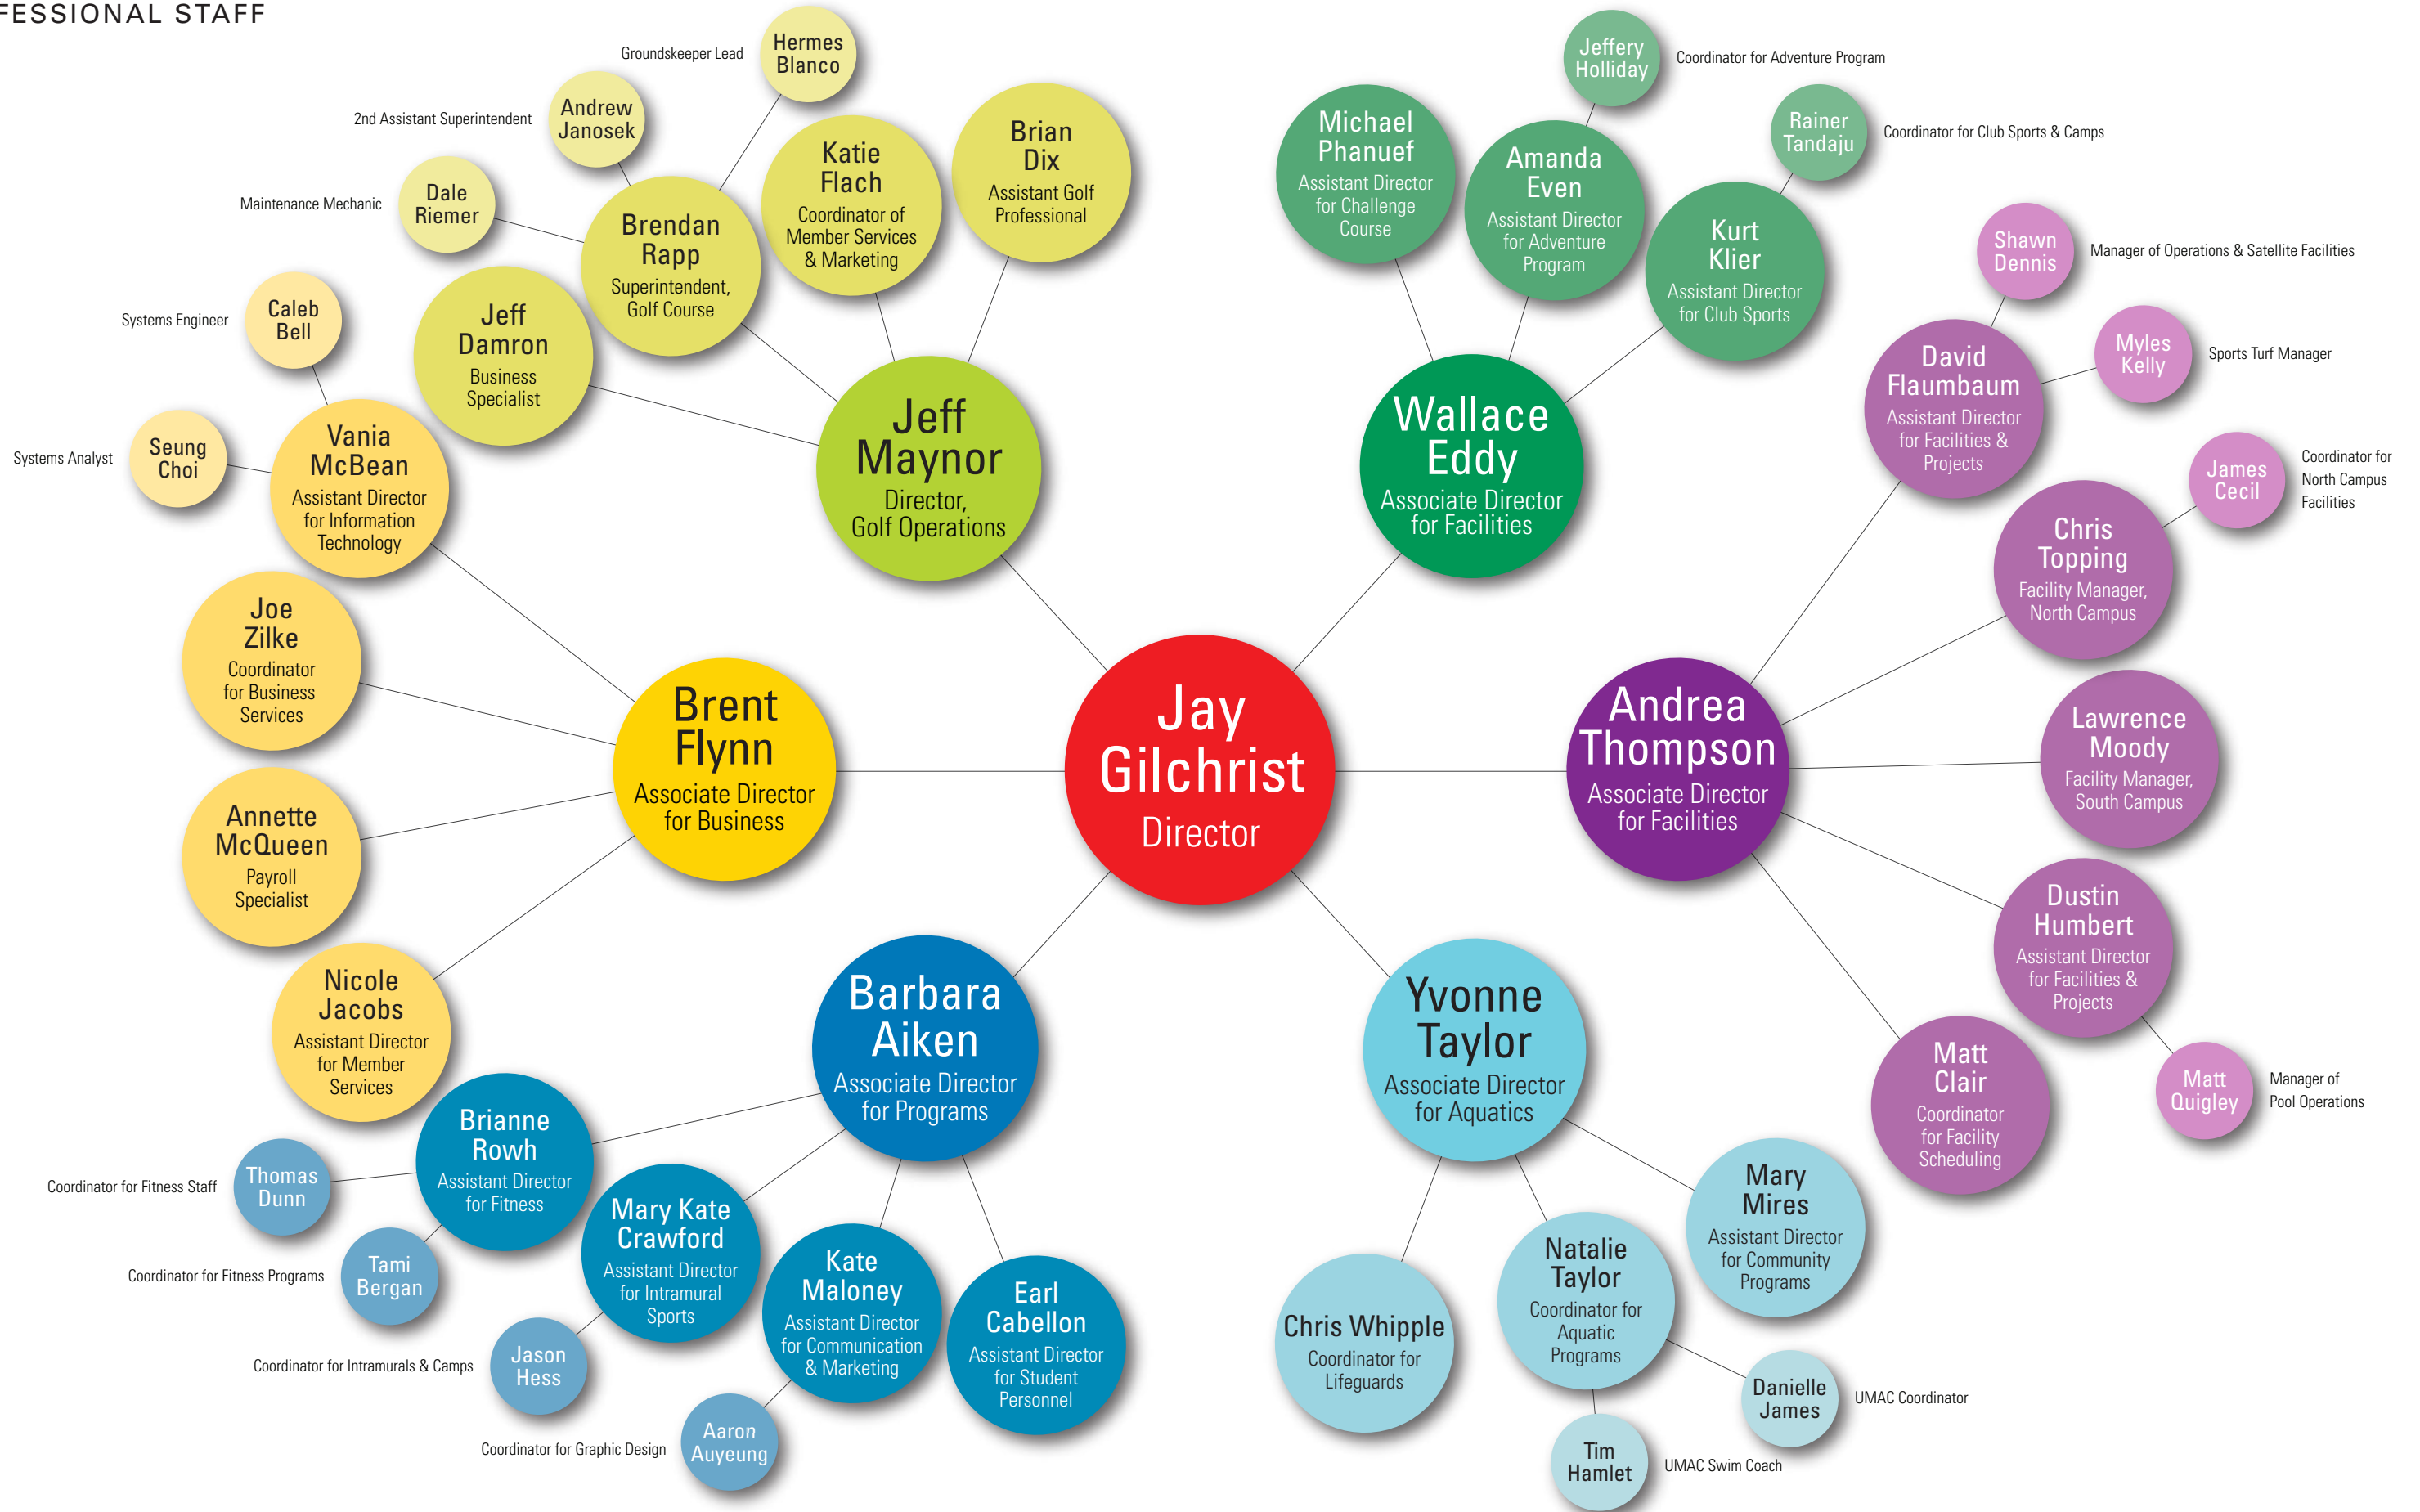 FESSIONAL STAFF
Hermes
Blanco
Groundskeeper Lead
Andrew
Janosek
2nd Assistant Superintendent
Dale
Riemer
Maintenance Mechanic
Brendan
Rapp
Superintendent,
Golf Course
Katie
Flach
Coordinator of
Member Services
& Marketing
Brian
Dix
Assistant Golf
Professional
Jeff
Damron
Business
Specialist
Jeff
Maynor
Director,
Golf Operations
Caleb
Bell
Systems Engineer
Seung
Choi
Systems Analyst
Vania
McBean
Assistant Director
for Information
Technology
Joe
Zilke
Coordinator
for Business
Services
Annette
McQueen
Payroll
Specialist
Nicole
Jacobs
Assistant Director
for Member
Services
Brent
Flynn
Associate Director
for Business
Jay
Gilchrist
Director
Michael
Phanuef
Assistant Director
for Challenge
Course
Jeffery
Holliday
Coordinator for Adventure Program
Amanda
Even
Assistant Director
for Adventure
Program
Rainer
Tandaju
Coordinator for Club Sports & Camps
Kurt
Klier
Assistant Director
for Club Sports
Wallace
Eddy
Associate Director
for Facilities
Shawn
Dennis
Manager of Operations & Satellite Facilities
Myles
Kelly
Sports Turf Manager
David
Flaumbaum
Assistant Director
for Facilities &
Projects
James
Cecil
Coordinator for
North Campus
Facilities
Chris
Topping
Facility Manager,
North Campus
Lawrence
Moody
Facility Manager,
South Campus
Andrea
Thompson
Associate Director
for Facilities
Dustin
Humbert
Assistant Director
for Facilities &
Projects
Matt
Quigley
Manager of
Pool Operations
Matt
Clair
Coordinator
for Facility
Scheduling
Barbara
Aiken
Associate Director
for Programs
Brianne
Rowh
Assistant Director
for Fitness
Thomas
Dunn
Coordinator for Fitness Staff
Tami
Bergan
Coordinator for Fitness Programs
Mary Kate
Crawford
Assistant Director
for Intramural
Sports
Jason
Hess
Coordinator for Intramurals & Camps
Kate
Maloney
Assistant Director
for Communication
& Marketing
Aaron
Auyeung
Coordinator for Graphic Design
Earl
Cabellon
Assistant Director
for Student
Personnel
Yvonne
Taylor
Associate Director
for Aquatics
Mary
Mires
Assistant Director
for Community
Programs
Natalie
Taylor
Coordinator for
Aquatic
Programs
Chris Whipple
Coordinator for
Lifeguards
Danielle
James
UMAC Coordinator
Tim
Hamlet
UMAC Swim Coach